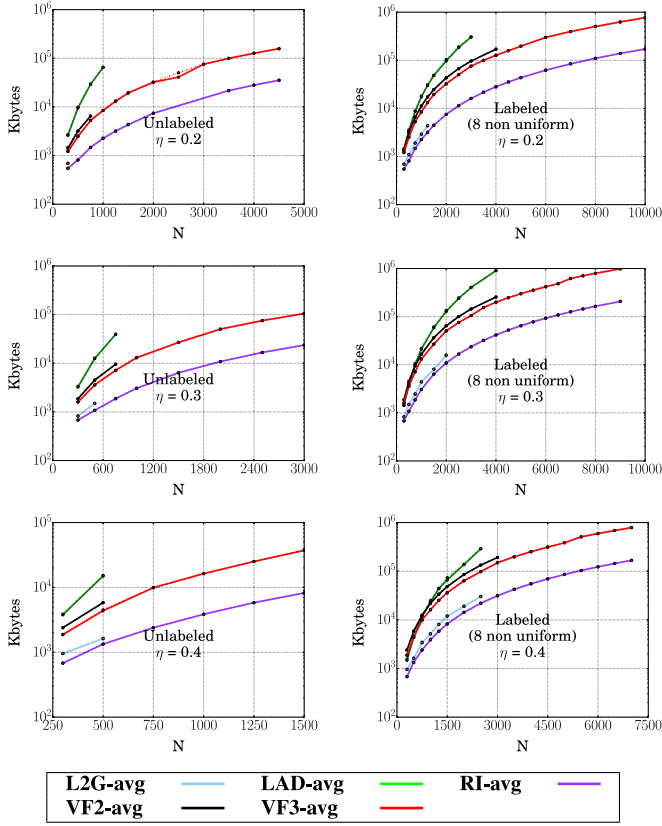 10^6
10^5
10^4
10^3
10^2
Kbytes
Unlabeled
η = 0.2
0 1000 2000 3000 4000 5000
N
10^6
10^5
10^4
10^3
10^2
Kbytes
Labeled
(8 non uniform)
η = 0.2
0 2000 4000 6000 8000 10000
N
10^6
10^5
10^4
10^3
10^2
Kbytes
Unlabeled
η = 0.3
0 600 1200 1800 2400 3000
N
10^6
10^5
10^4
10^3
10^2
Kbytes
Labeled
(8 non uniform)
η = 0.3
0 2000 4000 6000 8000 10000
N
10^5
10^4
10^3
10^2
Kbytes
Unlabeled
η = 0.4
250 500 750 1000 1250 1500
N
10^6
10^5
10^4
10^3
10^2
Kbytes
Labeled
(8 non uniform)
η = 0.4
0 1500 3000 4500 6000 7500
N
L2G-avg LAD-avg RI-avg
VF2-avg VF3-avg